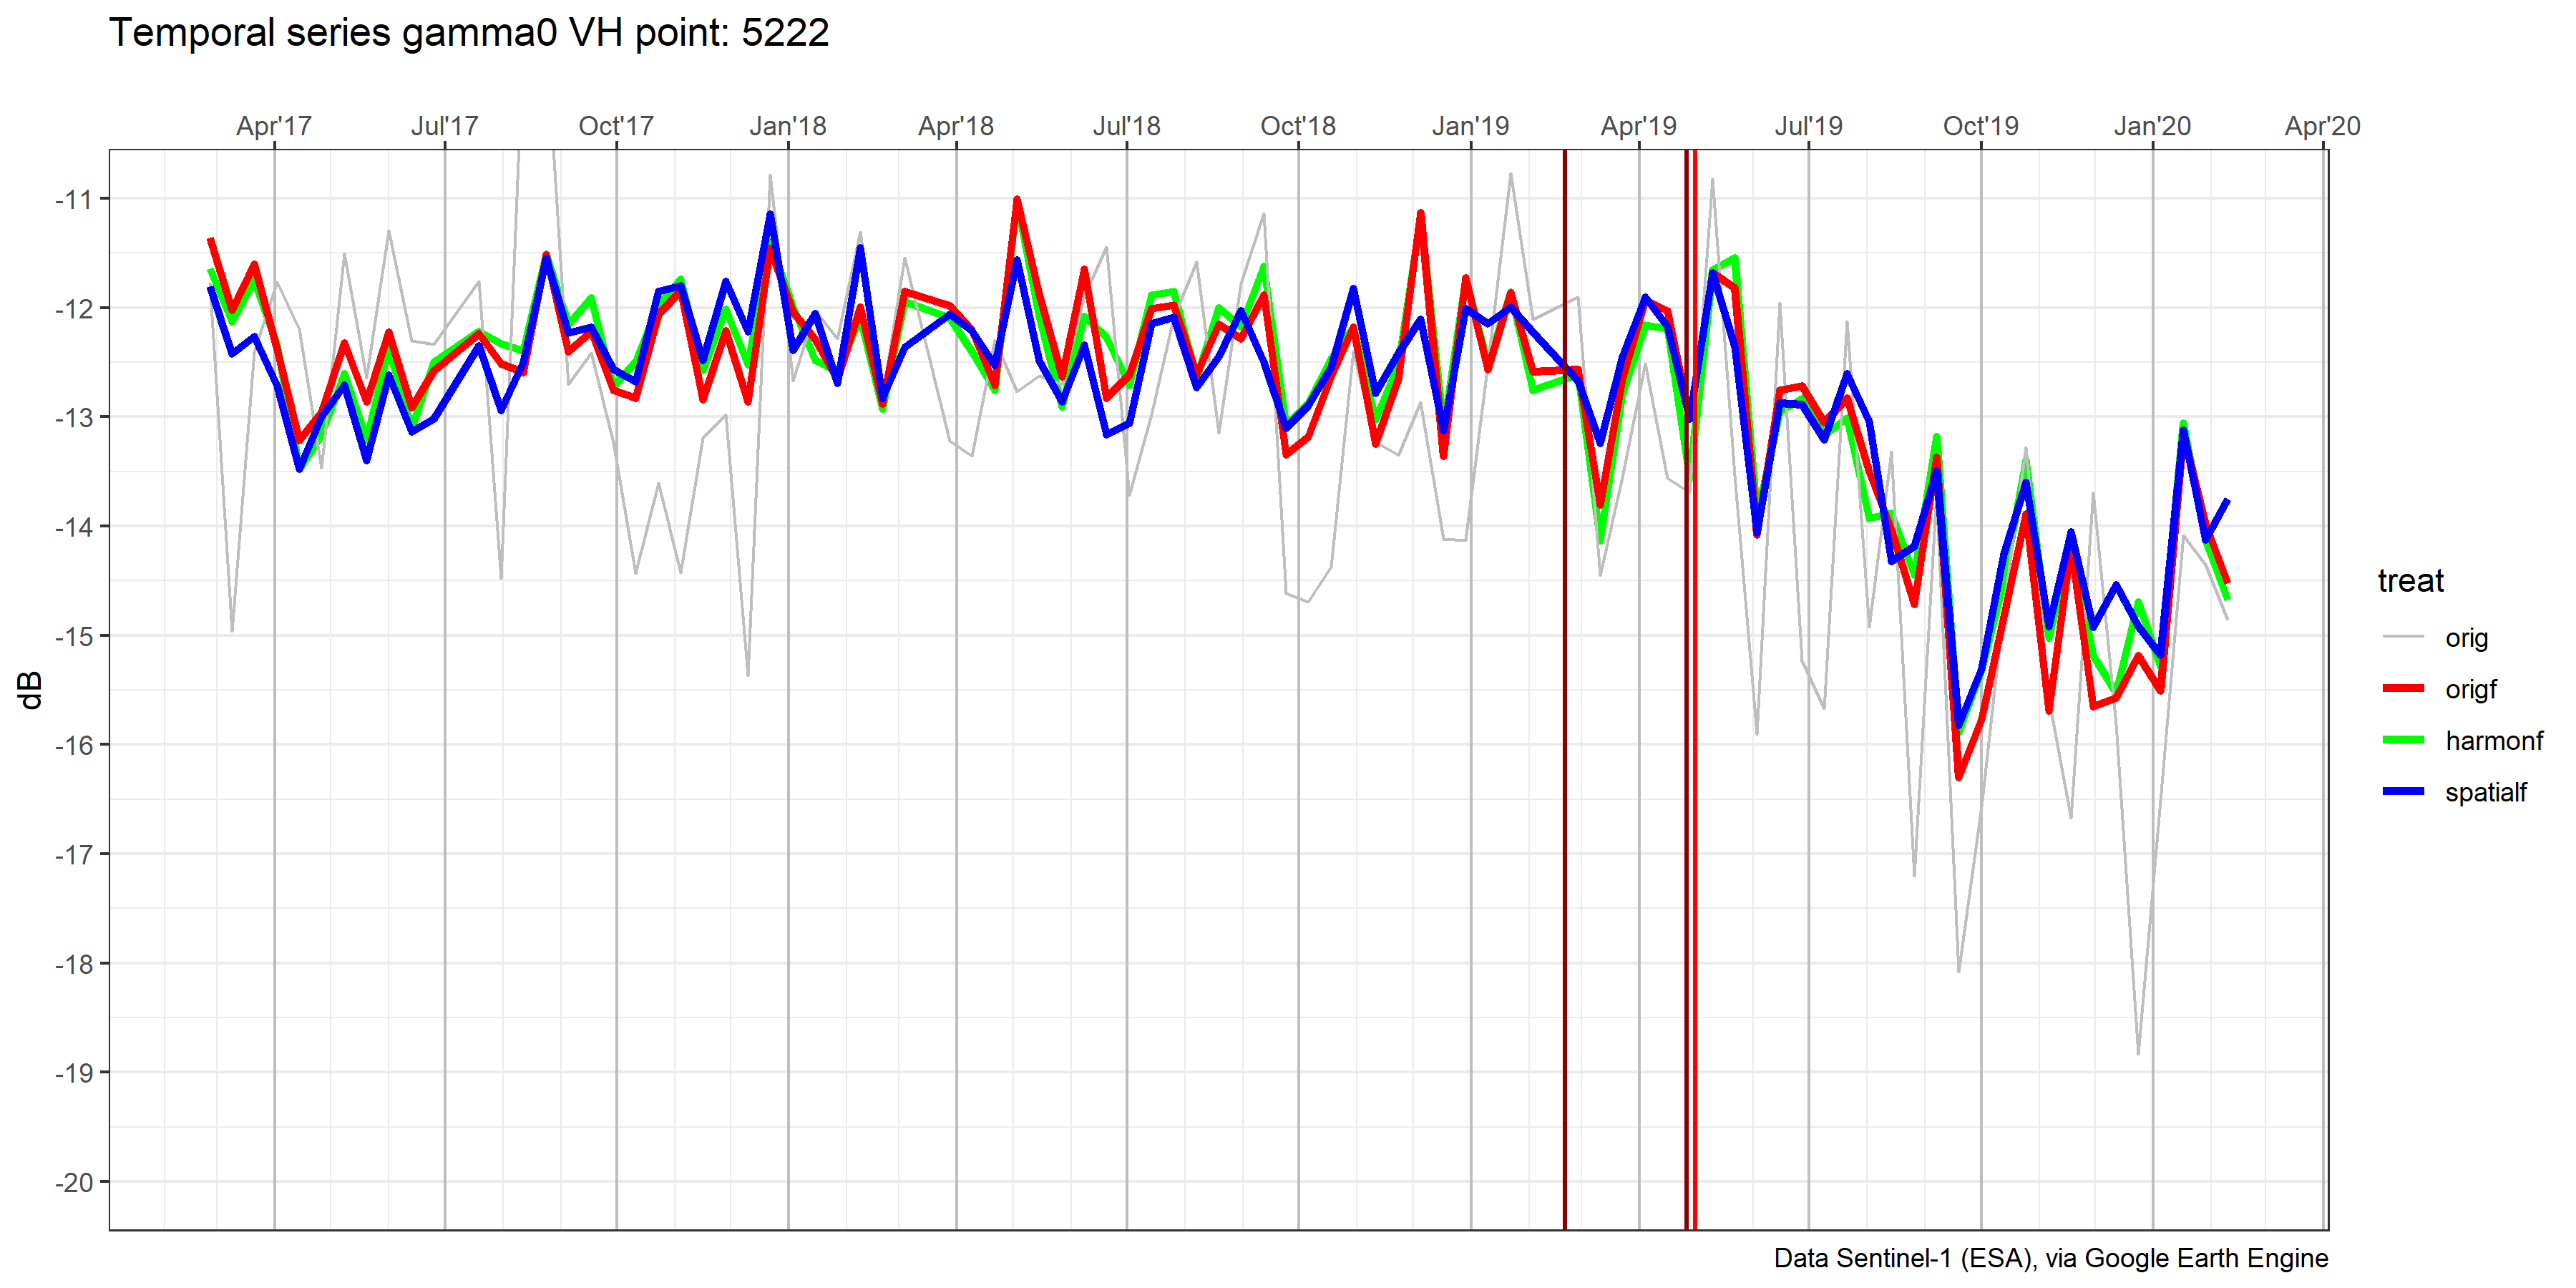 Temporal series gamma0 VH point: 5222
Apr'17 Jul'17 Oct'17 Jan'18 Apr'18 Jul'18 Oct'18 Jan'19 Apr'19 Jul'19 Oct'19 Jan'20 Apr'20
-11
-12
-13
-14
-15
-16
-17
-18
-19
-20
dB
treat
orig
origf
harmonf
spatialf
Data Sentinel-1 (ESA), via Google Earth Engine